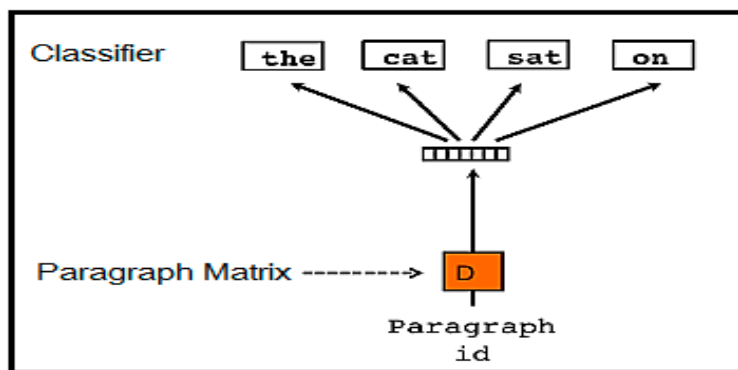 Classifier the cat sat on
Paragraph Matrix D
Paragraph
id